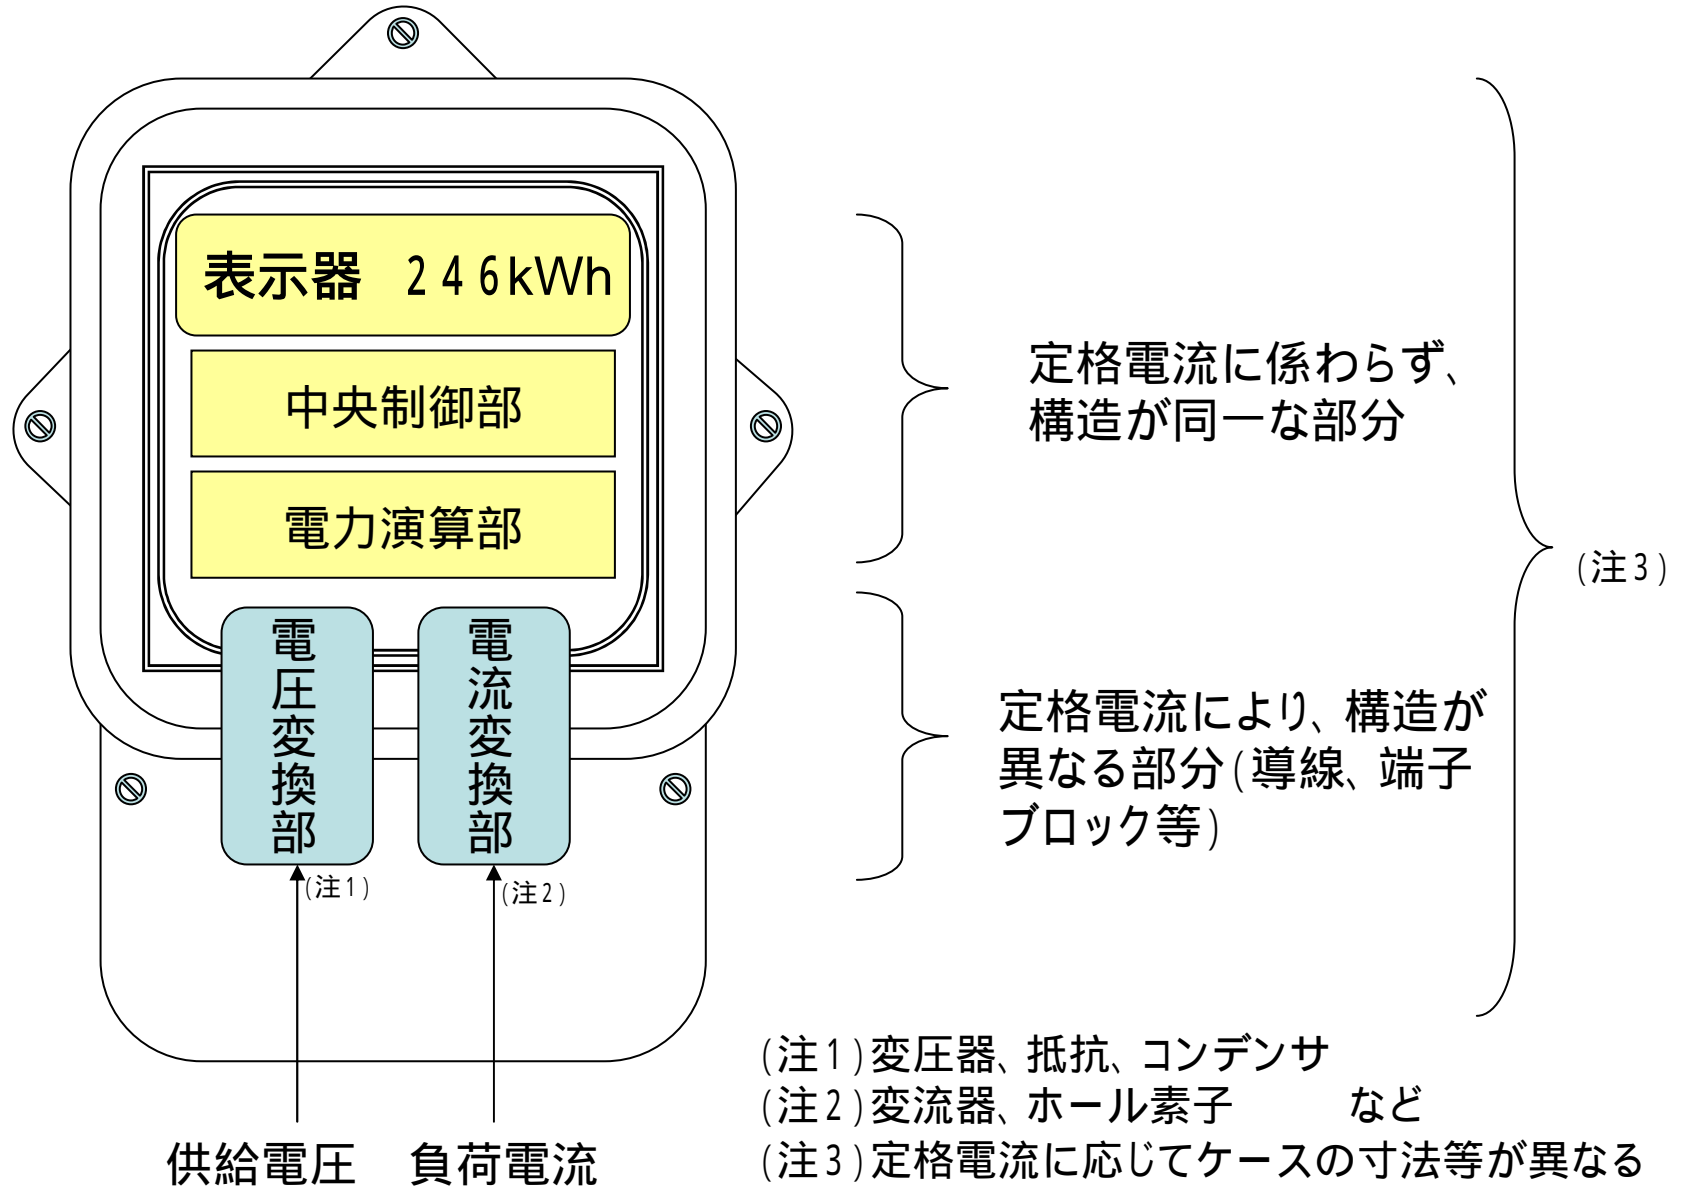 表示器　２４６kWh
中央制御部
電力演算部
電圧変換部
電流変換部
(注1)
(注2)
供給電圧
負荷電流
定格電流に係わらず、
構造が同一な部分
定格電流により、構造が
異なる部分(導線、端子
ブロック等)
(注3)
(注1)変圧器、抵抗、コンデンサ
(注2)変流器、ホール素子　　など
(注3)定格電流に応じてケースの寸法等が異なる